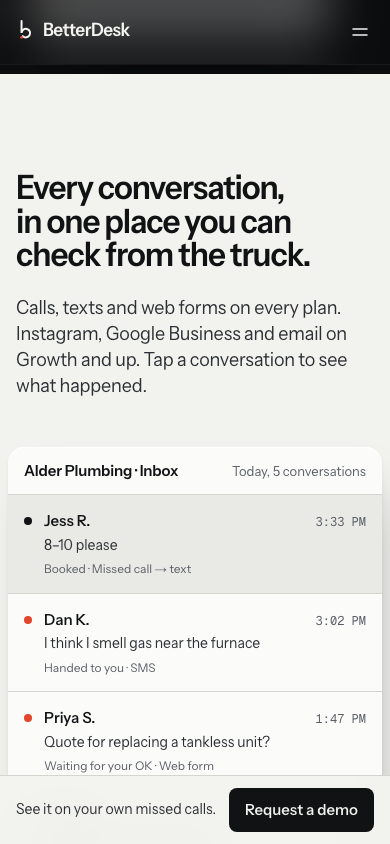 BetterDesk
Every conversation,
in one place you can
check from the truck.
Calls, texts and web forms on every plan.
Instagram, Google Business and email on
Growth and up. Tap a conversation to see
what happened.
Alder Plumbing · Inbox
Today, 5 conversations
Jess R.
3:33 PM
8–10 please
Booked · Missed call → text
Dan K.
3:02 PM
I think I smell gas near the furnace
Handed to you · SMS
Priya S.
1:47 PM
Quote for replacing a tankless unit?
Waiting for your OK · Web form
See it on your own missed calls.
Request a demo